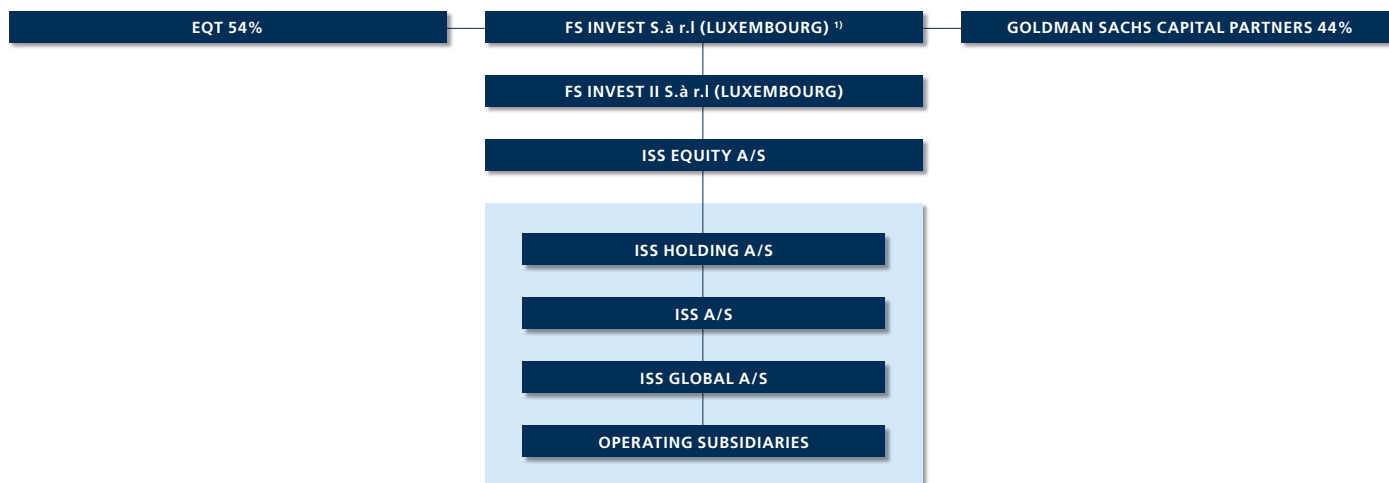 EQT 54%
FS INVEST S.à r.l (LUXEMBOURG) ¹⁾
GOLDMAN SACHS CAPITAL PARTNERS 44%
FS INVEST II S.à r.l (LUXEMBOURG)
ISS EQUITY A/S
ISS HOLDING A/S
ISS A/S
ISS GLOBAL A/S
OPERATING SUBSIDIARIES